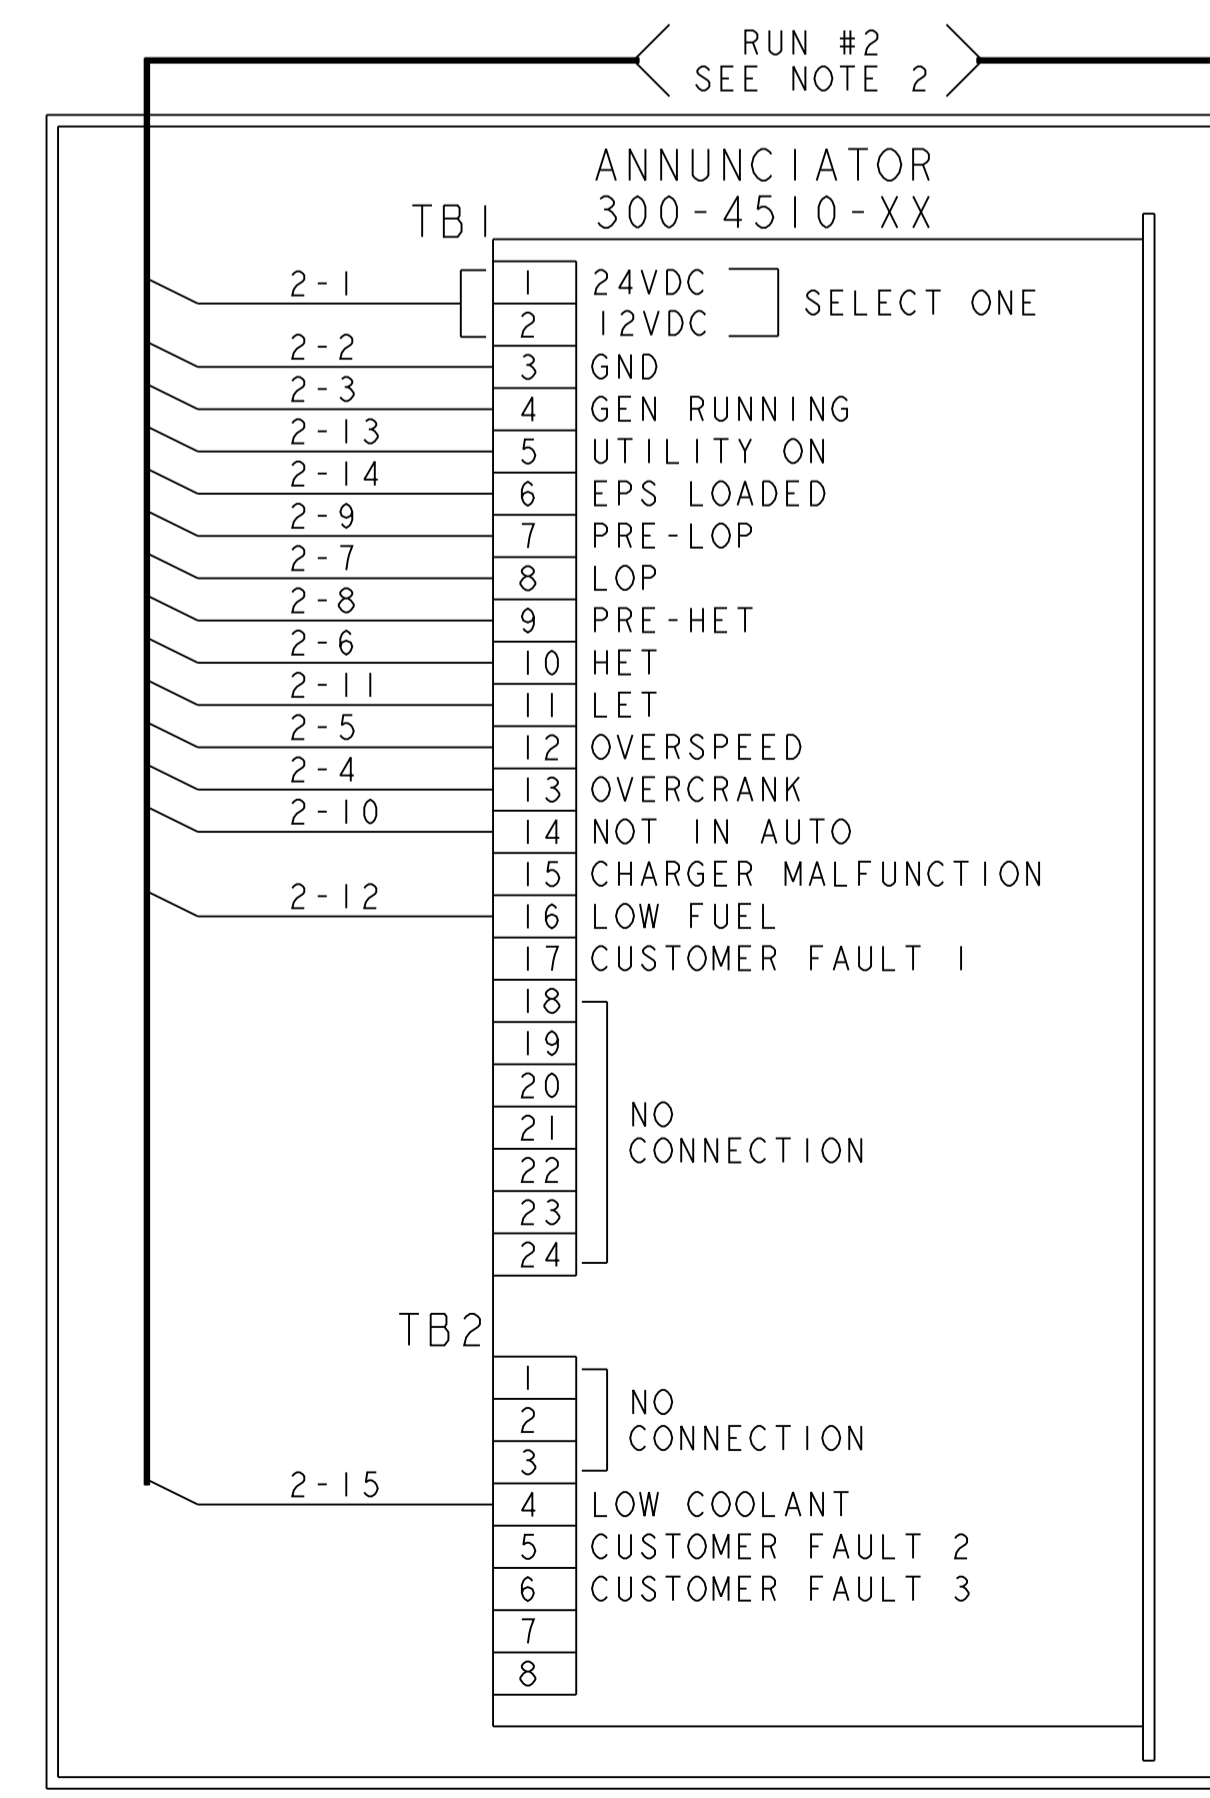 RUN #2
SEE NOTE 2
ANNUNCIATOR
300-4510-XX
TB1
2-1 1 24VDC
SELECT ONE
2 12VDC
2-2 3 GND
2-3 4 GEN RUNNING
2-13 5 UTILITY ON
2-14 6 EPS LOADED
2-9 7 PRE-LOP
2-7 8 LOP
2-8 9 PRE-HET
2-6 10 HET
2-11 11 LET
2-5 12 OVERSPEED
2-4 13 OVERCRANK
2-10 14 NOT IN AUTO
15 CHARGER MALFUNCTION
2-12 16 LOW FUEL
17 CUSTOMER FAULT 1
18
19
20
21
22
23
24
NO
CONNECTION
TB2
1
2
3
NO
CONNECTION
2-15 4 LOW COOLANT
5 CUSTOMER FAULT 2
6 CUSTOMER FAULT 3
7
8